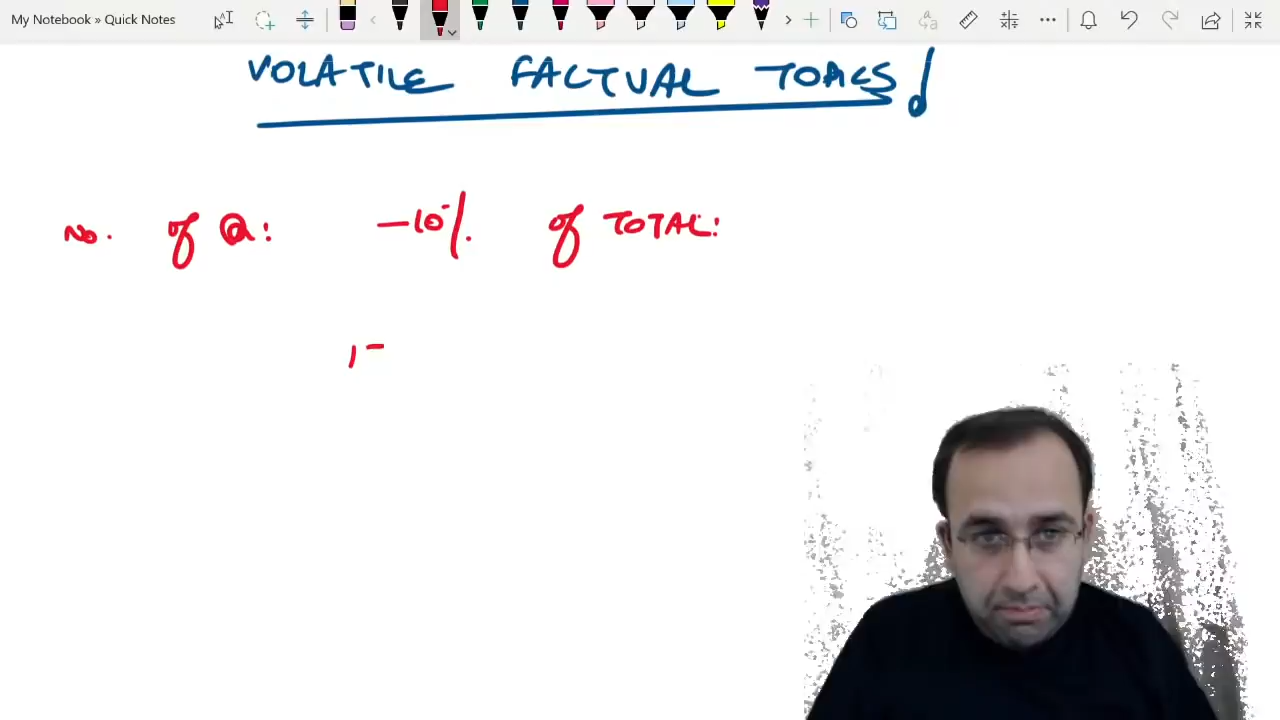 My Notebook » Quick Notes
VOLATILE FACTUAL TOPICS!
No. of Q: -10% of TOTAL: